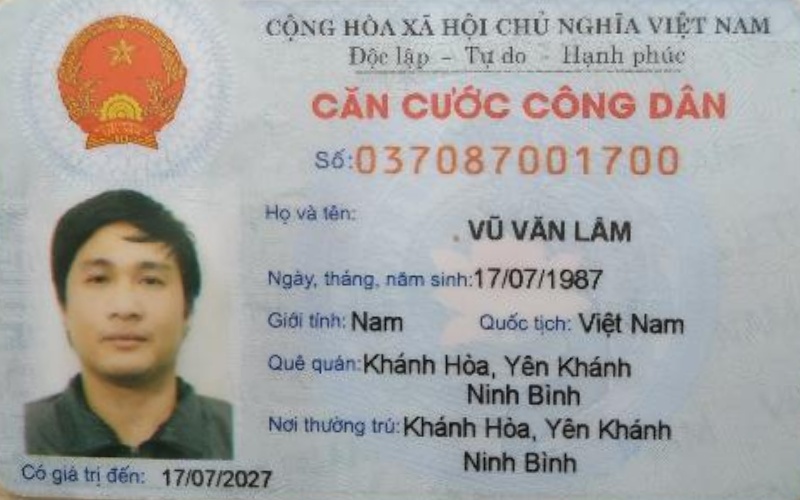 CỘNG HÒA XÃ HỘI CHỦ NGHĨA VIỆT NAM
Độc lập - Tự do - Hạnh phúc
CĂN CƯỚC CÔNG DÂN
Số: 037087001700
Họ và tên: VŨ VĂN LÂM
Ngày, tháng, năm sinh: 17/07/1987
Giới tính: Nam Quốc tịch: Việt Nam
Quê quán: Khánh Hòa, Yên Khánh
Ninh Bình
Nơi thường trú: Khánh Hòa, Yên Khánh
Ninh Bình
Có giá trị đến: 17/07/2027